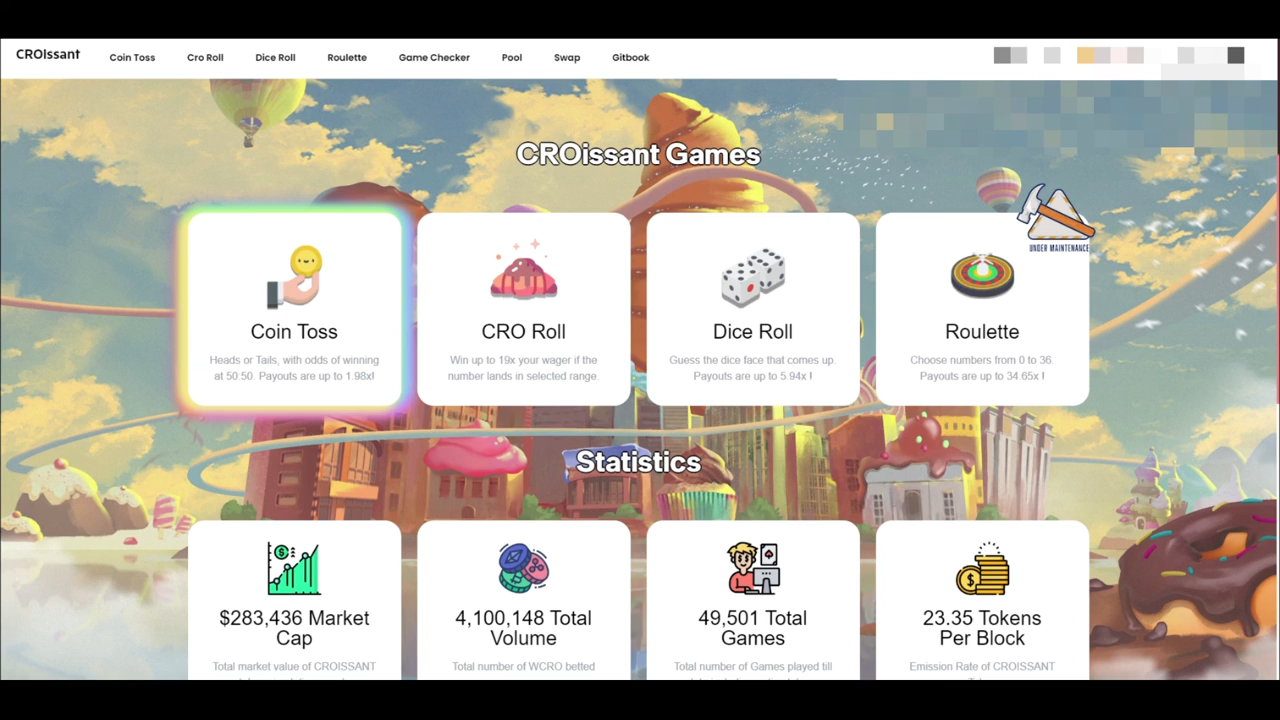 CROIssant
Coin Toss
Cro Roll
Dice Roll
Roulette
Game Checker
Pool
Swap
Gitbook
CROissant Games
UNDER MAINTENANCE
Coin Toss
Heads or Tails, with odds of winning
at 50:50. Payouts are up to 1.98x!
CRO Roll
Win up to 19x your wager if the
number lands in selected range.
Dice Roll
Guess the dice face that comes up.
Payouts are up to 5.94x !
Roulette
Choose numbers from 0 to 36.
Payouts are up to 34.65x !
Statistics
$283,436 Market
Cap
Total market value of CROISSANT
4,100,148 Total
Volume
Total number of WCRO betted
49,501 Total
Games
Total number of Games played till
23.35 Tokens
Per Block
Emission Rate of CROISSANT